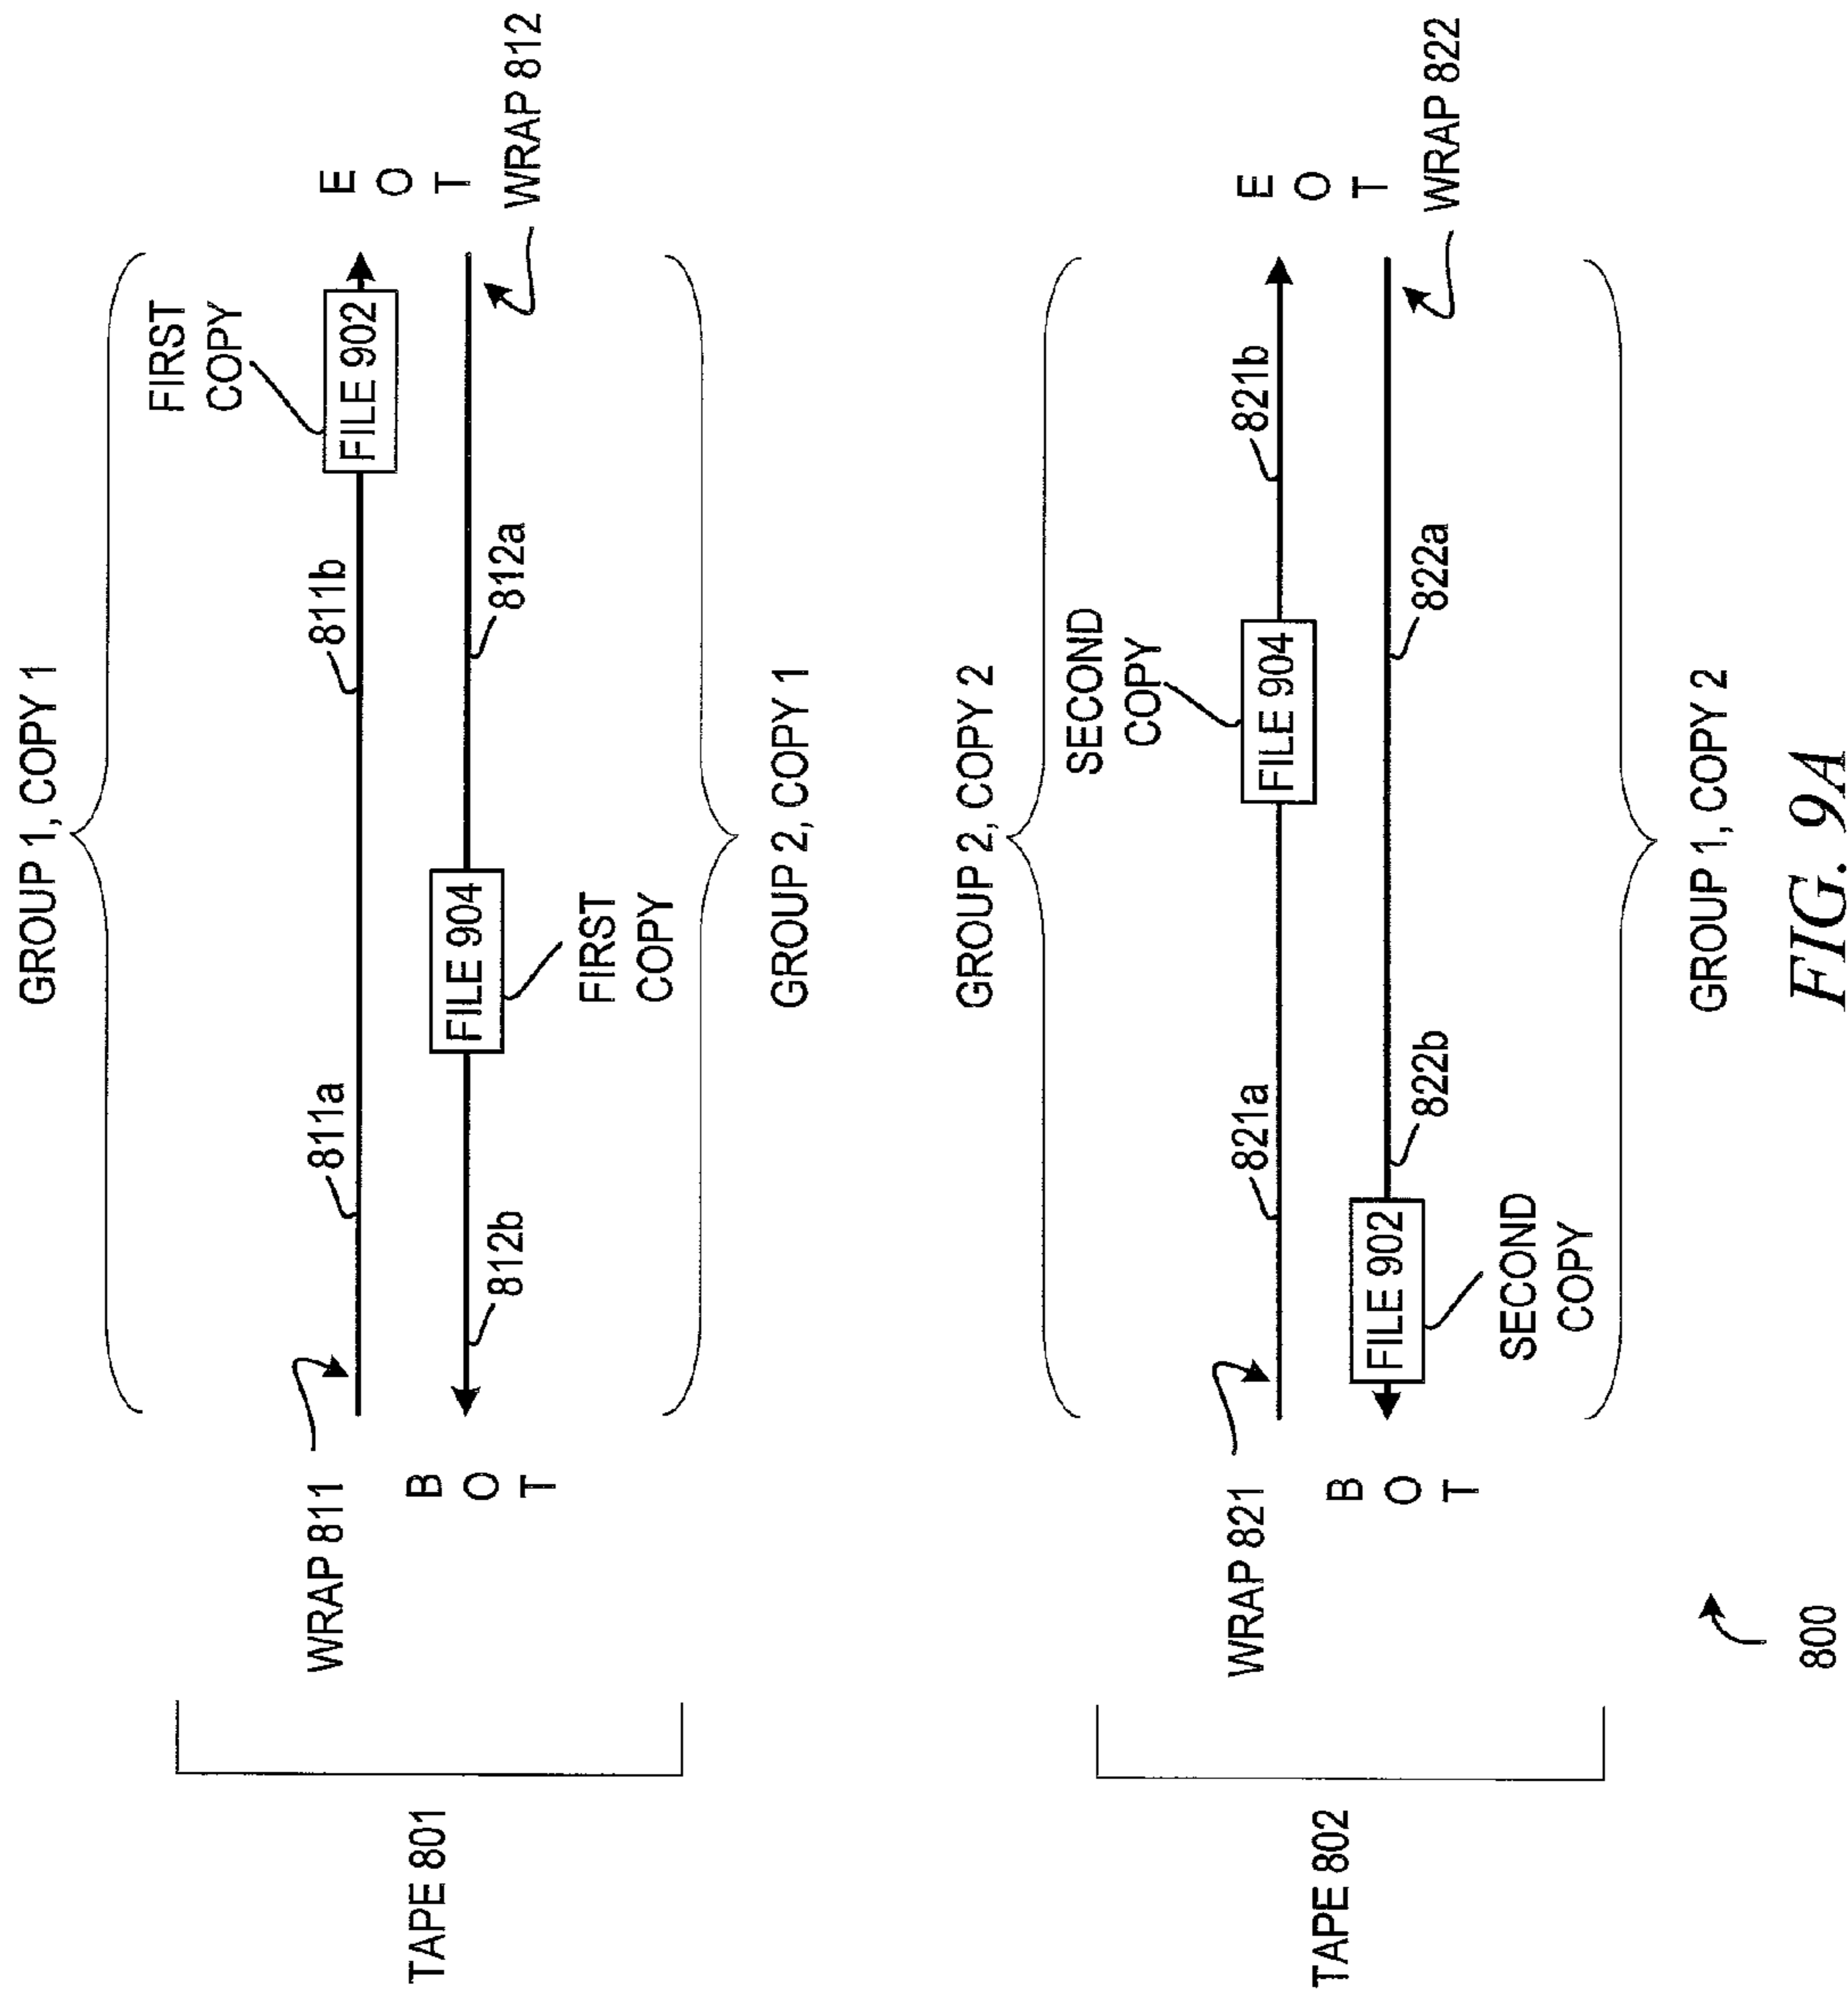 GROUP 1, COPY 1
FIRST
COPY
811a
811b
WRAP 811
FILE 902
E
O
T
TAPE 801
B
O
T
FILE 904
812b
812a
WRAP 812
FIRST
COPY
GROUP 2, COPY 1
GROUP 2, COPY 2
SECOND
COPY
821a
821b
WRAP 821
FILE 904
E
O
T
TAPE 802
B
O
T
FILE 902
822b
822a
WRAP 822
SECOND
COPY
GROUP 1, COPY 2
800
FIG. 9A